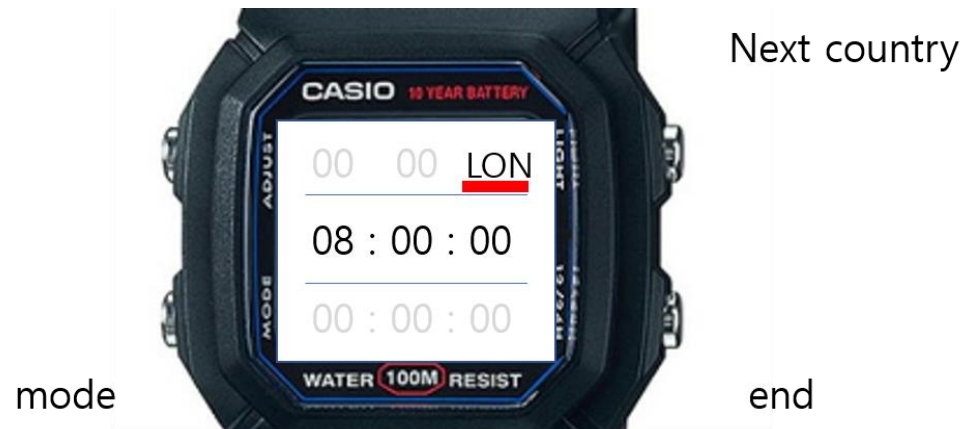 Next country
CASIO 10 YEAR BATTERY
ADJUST
LIGHT
00 00 LON
08 : 00 : 00
MODE
00 : 00 : 00
WATER 100M RESIST
mode
end